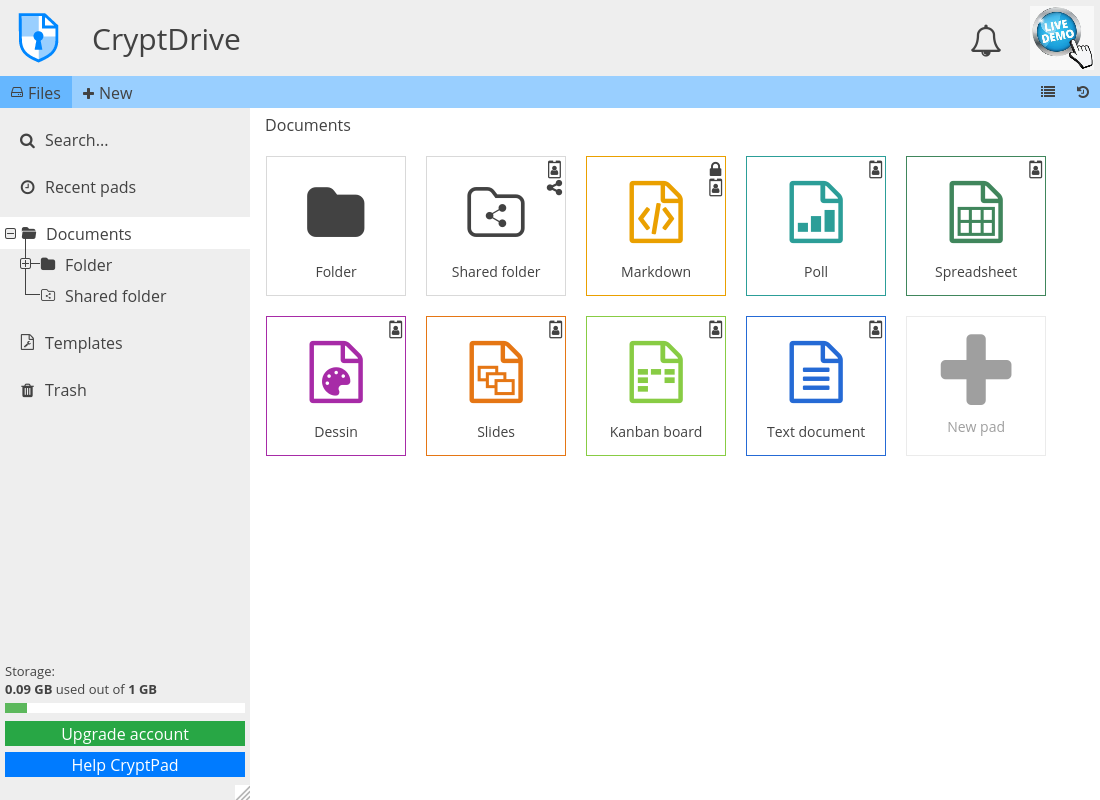 CryptDrive
LIVE
DEMO
Files
New
Search...
Recent pads
Documents
Folder
Shared folder
Templates
Trash
Storage:
0.09 GB used out of 1 GB
Upgrade account
Help CryptPad
Documents
Folder
Shared folder
Markdown
Poll
Spreadsheet
Dessin
Slides
Kanban board
Text document
New pad